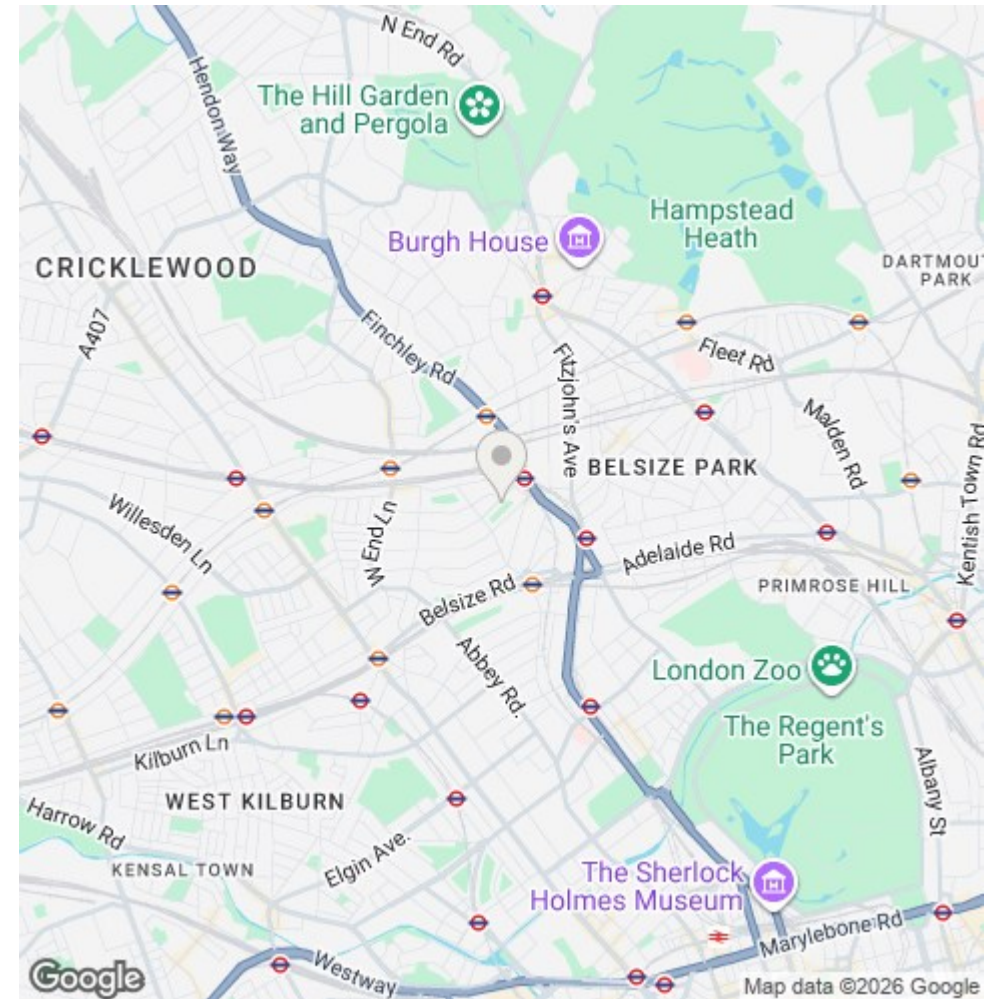 N End Rd
Hendon Way
The Hill Garden
and Pergola
Hampstead
Heath
Burgh House
CRICKLEWOOD
DARTMOU
PARK
A407
Finchley Rd
Fitzjohn's Ave
Fleet Rd
Malden Rd
Kentish Town Rd
BELSIZE PARK
Willesden Ln
W End Ln
Adelaide Rd
Belsize Rd
PRIMROSE HILL
Abbey Rd.
London Zoo
The Regent's
Park
Kilburn Ln
Albany St
WEST KILBURN
Harrow Rd
Elgin Ave.
KENSAL TOWN
The Sherlock
Holmes Museum
Marylebone Rd
Westway
Google
Map data ©2026 Google